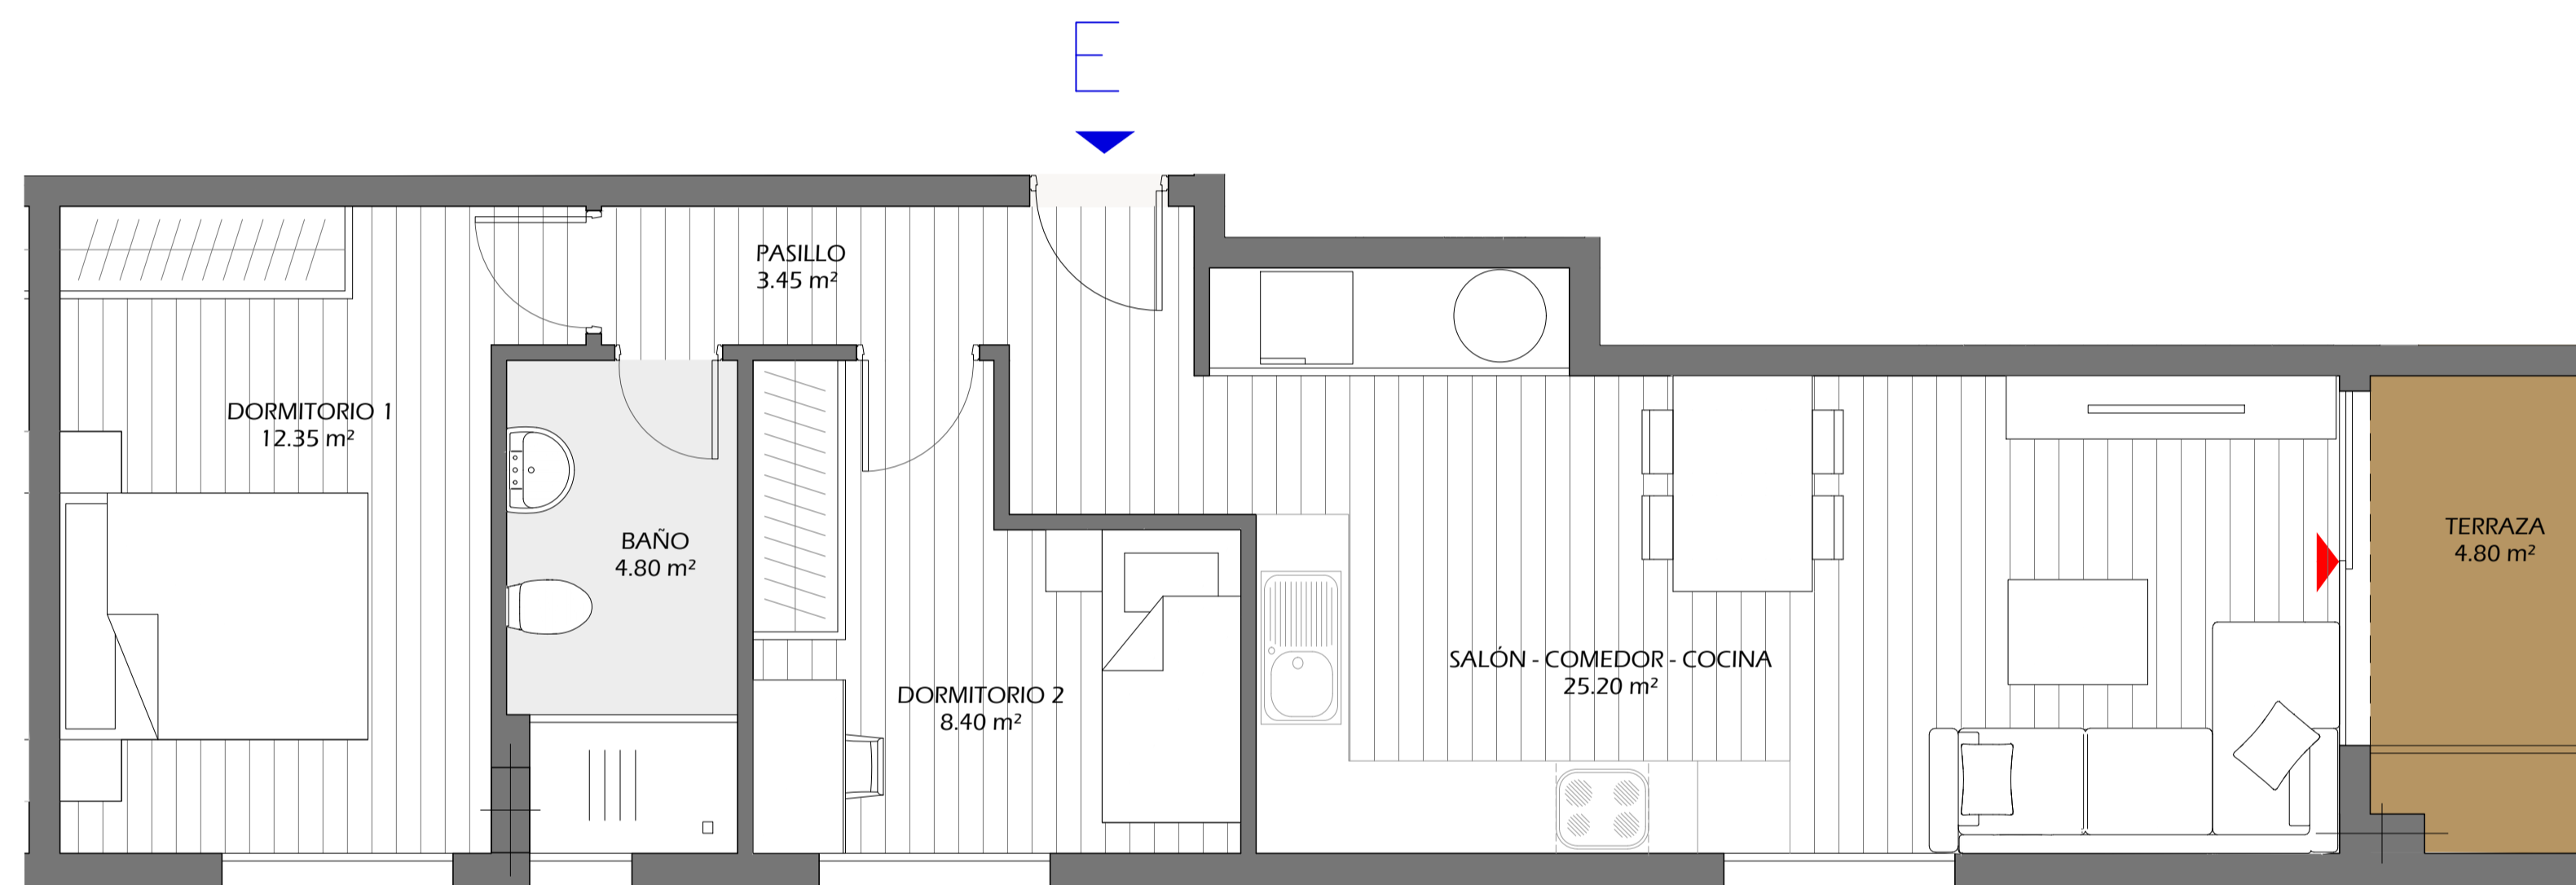 E
PASILLO
3.45 m²
DORMITORIO 1
12.35 m²
BAÑO
4.80 m²
DORMITORIO 2
8.40 m²
SALÓN - COMEDOR - COCINA
25.20 m²
TERRAZA
4.80 m²